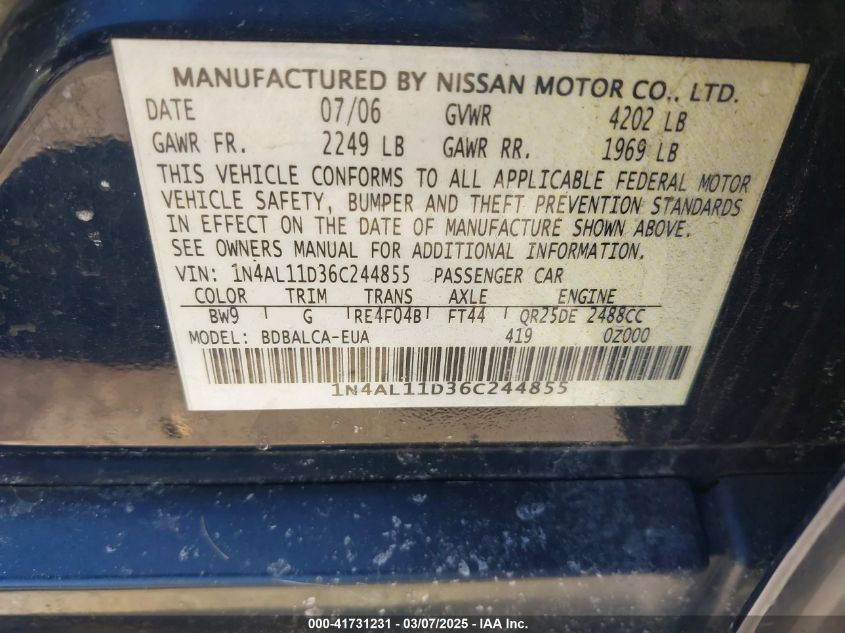 MANUFACTURED BY NISSAN MOTOR CO., LTD.
DATE 07/06 GVWR 4202 LB
GAWR FR. 2249 LB GAWR RR. 1969 LB
THIS VEHICLE CONFORMS TO ALL APPLICABLE FEDERAL MOTOR
VEHICLE SAFETY, BUMPER AND THEFT PREVENTION STANDARDS
IN EFFECT ON THE DATE OF MANUFACTURE SHOWN ABOVE.
SEE OWNERS MANUAL FOR ADDITIONAL INFORMATION.
VIN: 1N4AL11D36C244855 PASSENGER CAR
COLOR TRIM TRANS AXLE ENGINE
BW9 G RE4F04B FT44 QR25DE 2488CC
MODEL: BDBALCA-EUA 419 0Z000
1N4AL11D36C244855
000-41731231 - 03/07/2025 - IAA Inc.